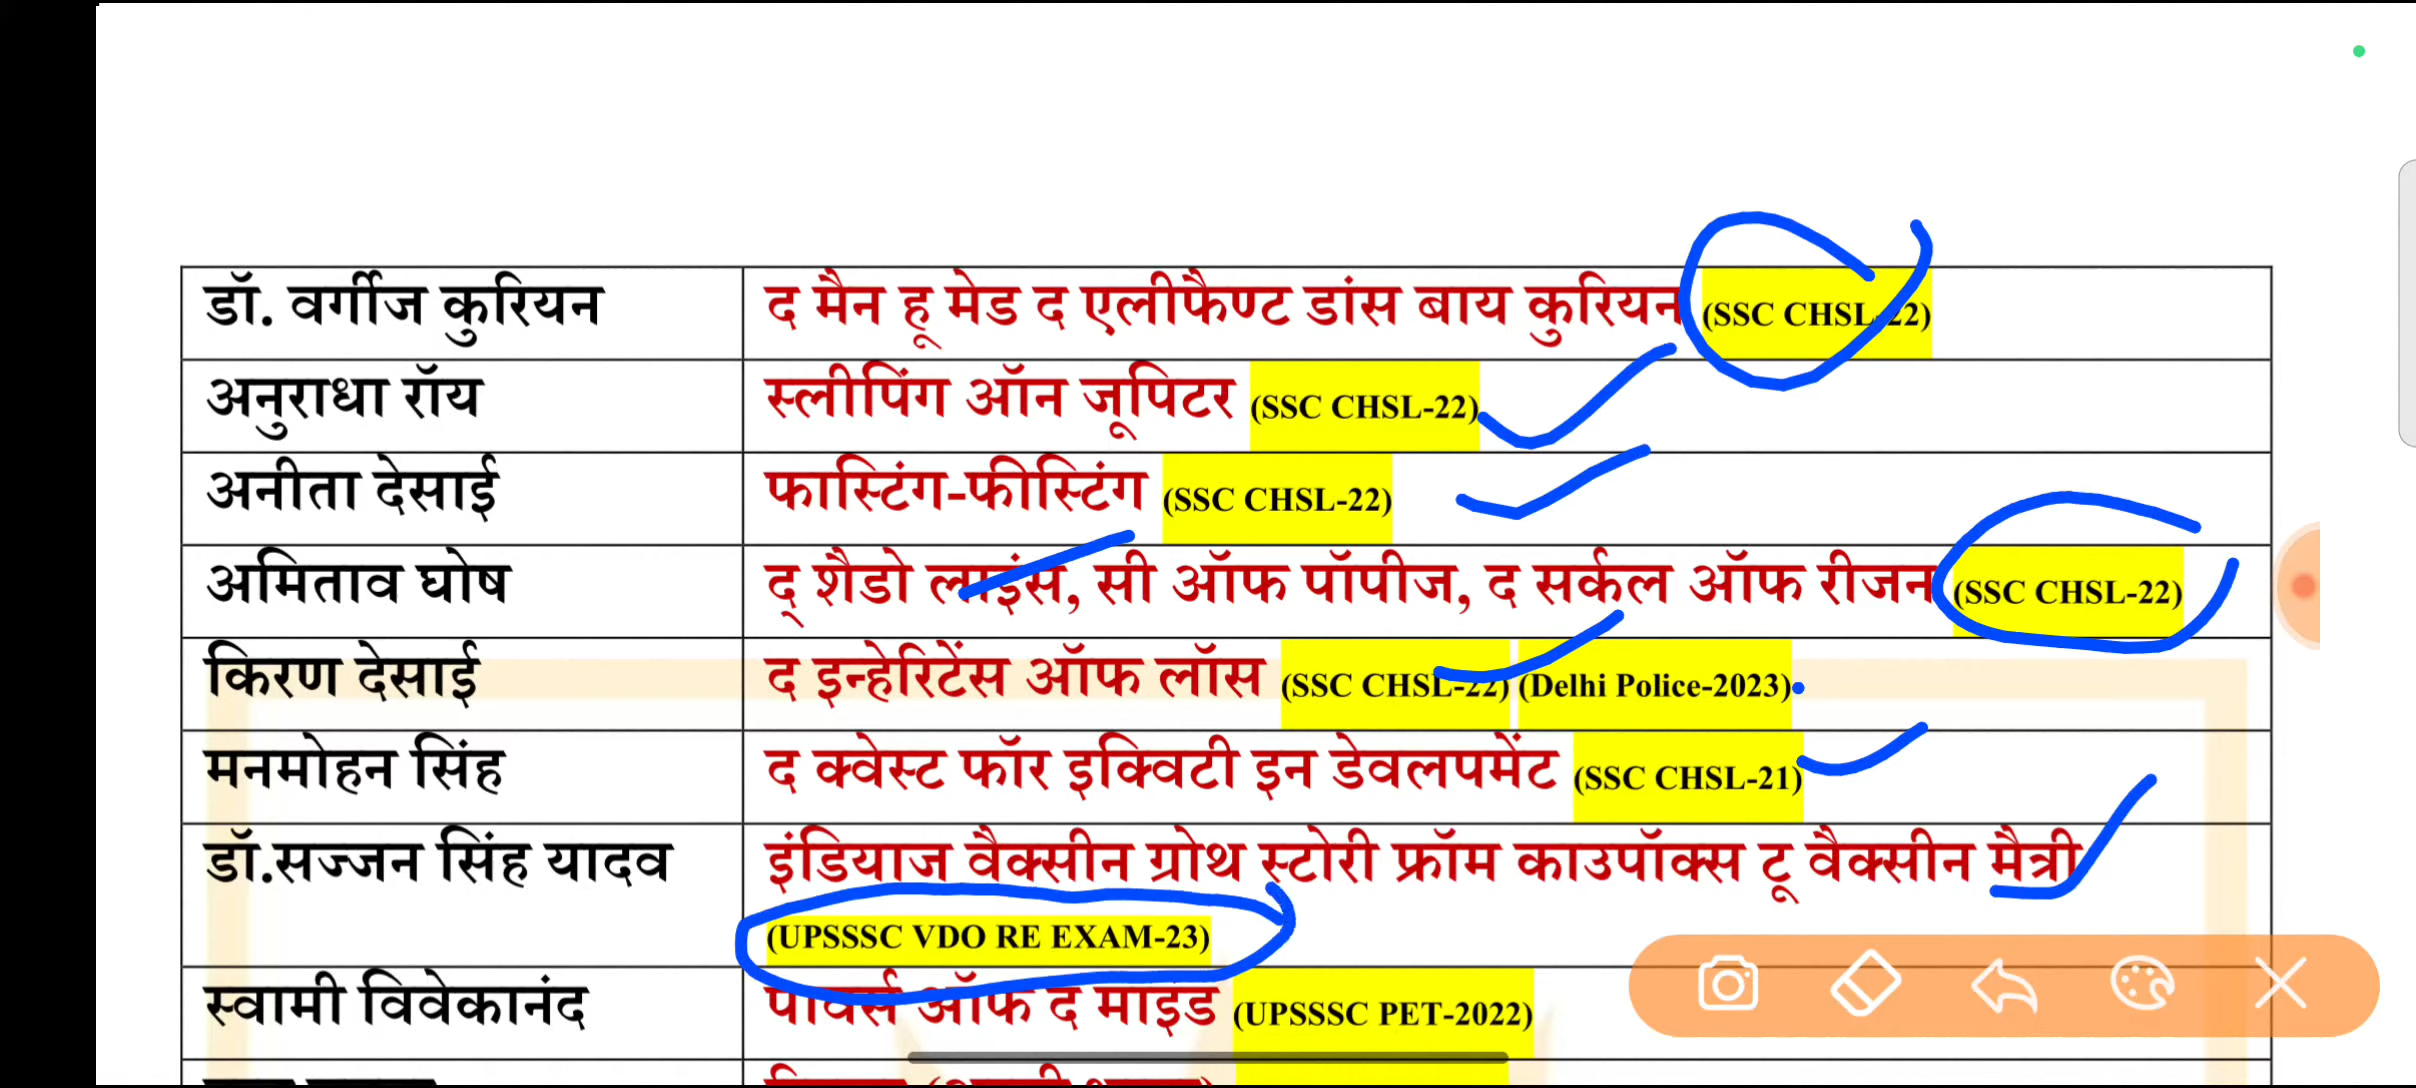 डॉ. वर्गीज कुरियन द मैन हू मेड द एलीफैण्ट डांस बाय कुरियन (SSC CHSL-22)
अनुराधा रॉय स्लीपिंग ऑन जूपिटर (SSC CHSL-22)
अनीता देसाई फास्टिंग-फीस्टिंग (SSC CHSL-22)
अमिताव घोष द् शैडो लाइंस, सी ऑफ पॉपीज, द सर्कल ऑफ रीजन (SSC CHSL-22)
किरण देसाई द इन्हेरिटेंस ऑफ लॉस (SSC CHSL-22) (Delhi Police-2023)
मनमोहन सिंह द क्वेस्ट फॉर इक्विटी इन डेवलपमेंट (SSC CHSL-21)
डॉ.सज्जन सिंह यादव इंडियाज वैक्सीन ग्रोथ स्टोरी फ्रॉम काउपॉक्स टू वैक्सीन मैत्री
(UPSSSC VDO RE EXAM-23)
स्वामी विवेकानंद पावर्स ऑफ द माइंड (UPSSSC PET-2022)